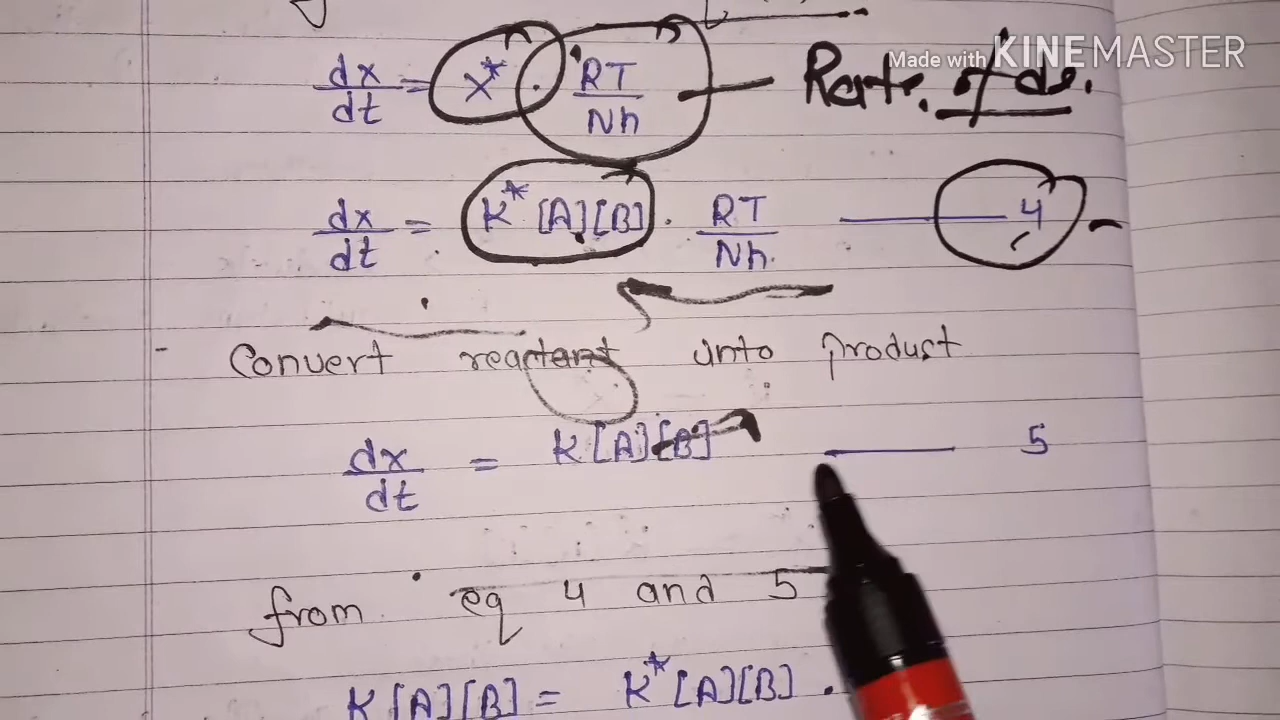 Made with KINEMASTER
dx/dt = X* . RT/Nh — Rate. of de.
dx/dt = K* [A][B] . RT/Nh. — 4
- Convert reactant into product
dx/dt = K[A][B] — 5
from eq 4 and 5
K[A][B] = K*[A][B] .